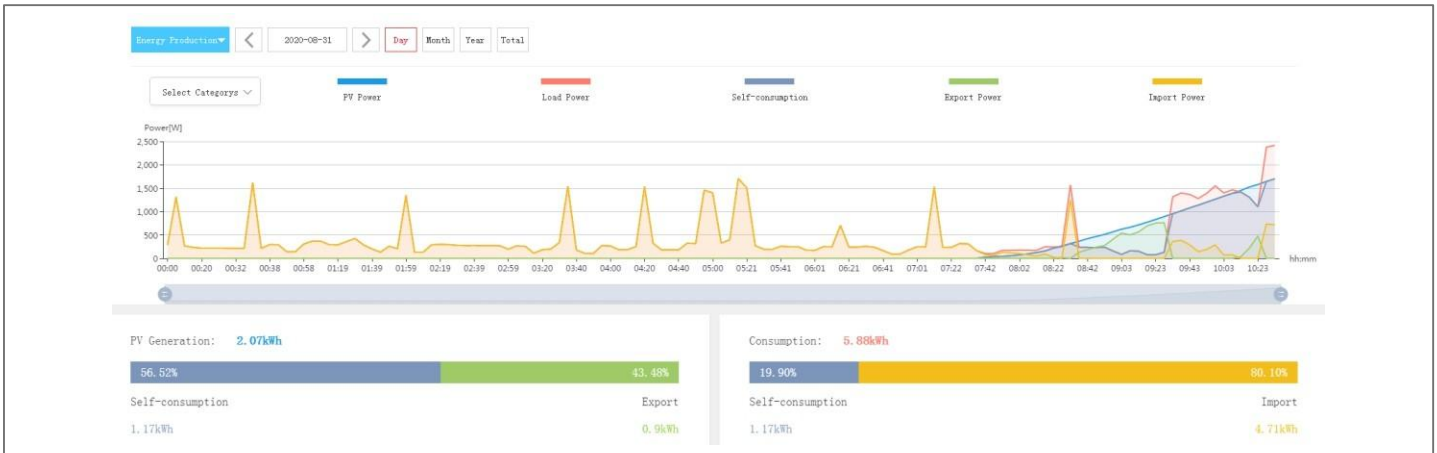 Energy Production 2020-08-31 Day Month Year Total
Select Categorys PV Power Load Power Self-consumption Export Power Import Power
Power[W]
2,500
2,000
1,500
1,000
500
0
00:00 00:20 00:32 00:38 00:58 01:19 01:39 01:59 02:19 02:39 02:59 03:20 03:40 04:00 04:20 04:40 05:00 05:21 05:41 06:01 06:21 06:41 07:01 07:22 07:42 08:02 08:22 08:42 09:03 09:23 09:43 10:03 10:23 hh:mm
PV Generation: 2.07kWh
56.52% 43.48%
Self-consumption Export
1.17kWh 0.9kWh
Consumption: 5.88kWh
19.90% 80.10%
Self-consumption Import
1.17kWh 4.71kWh